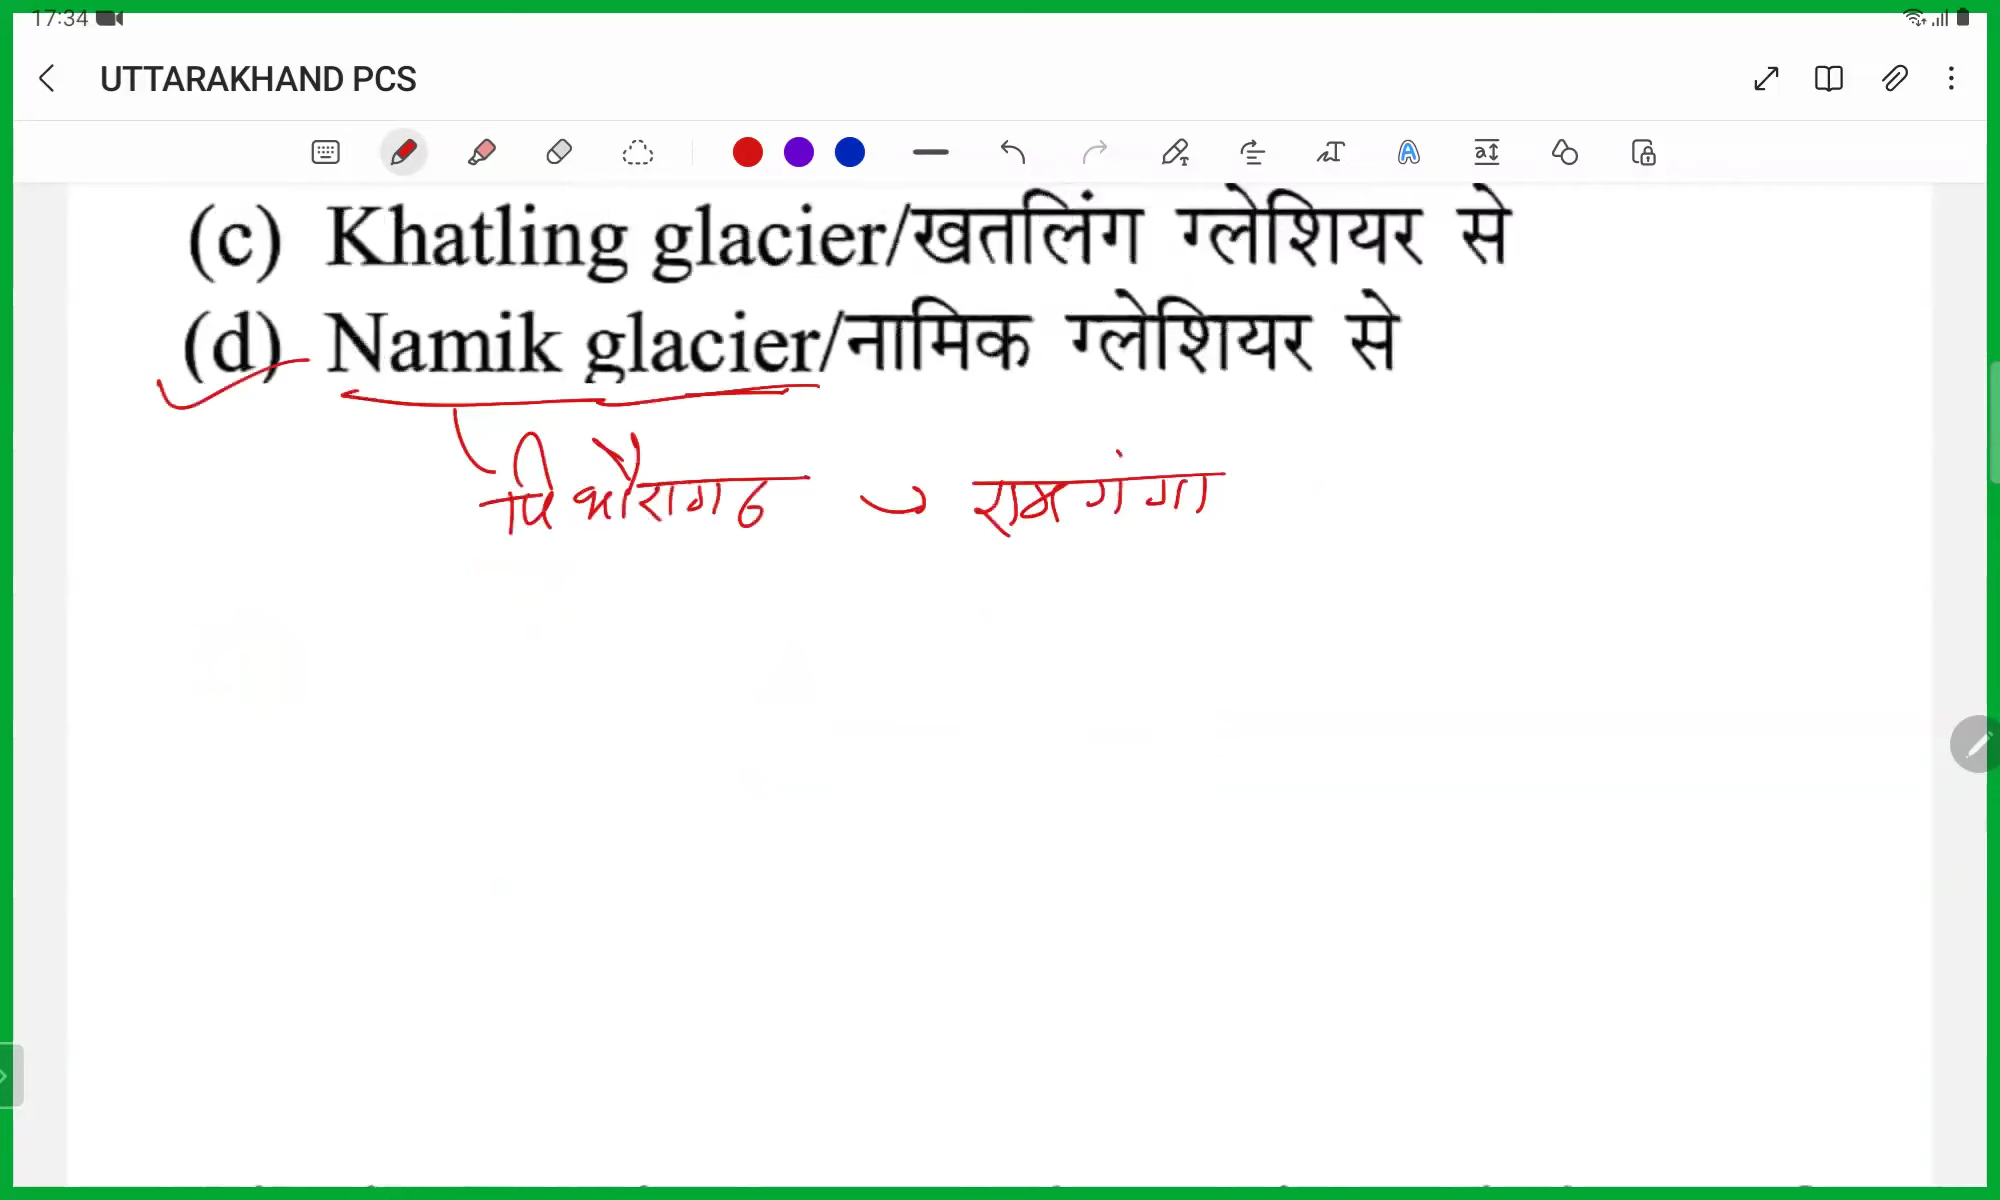 17:34
UTTARAKHAND PCS
(c) Khatling glacier/खतलिंग ग्लेशियर से
(d) Namik glacier/नामिक ग्लेशियर से
पिथौरागढ रामगंगा